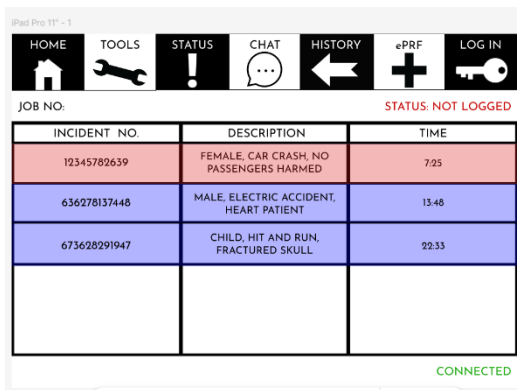 iPad Pro 11" - 1
HOME TOOLS STATUS CHAT HISTORY ePRF LOG IN
JOB NO: STATUS: NOT LOGGED
INCIDENT NO. DESCRIPTION TIME
12345782639 FEMALE, CAR CRASH, NO PASSENGERS HARMED 7:25
636278137448 MALE, ELECTRIC ACCIDENT, HEART PATIENT 13:48
673628291947 CHILD, HIT AND RUN, FRACTURED SKULL 22:33
CONNECTED